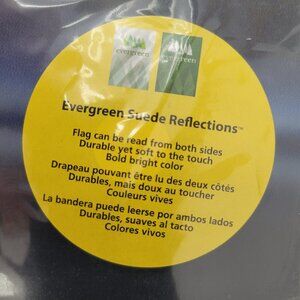 evergreen
evergreen
Evergreen Suede Reflections™
Flag can be read from both sides
Durable yet soft to the touch
Bold bright color
Drapeau pouvant être lu des deux côtés
Durables, mais doux au toucher
Couleurs vives
La bandera puede leerse por ambos lados
Durables, suaves al tacto
Colores vivos